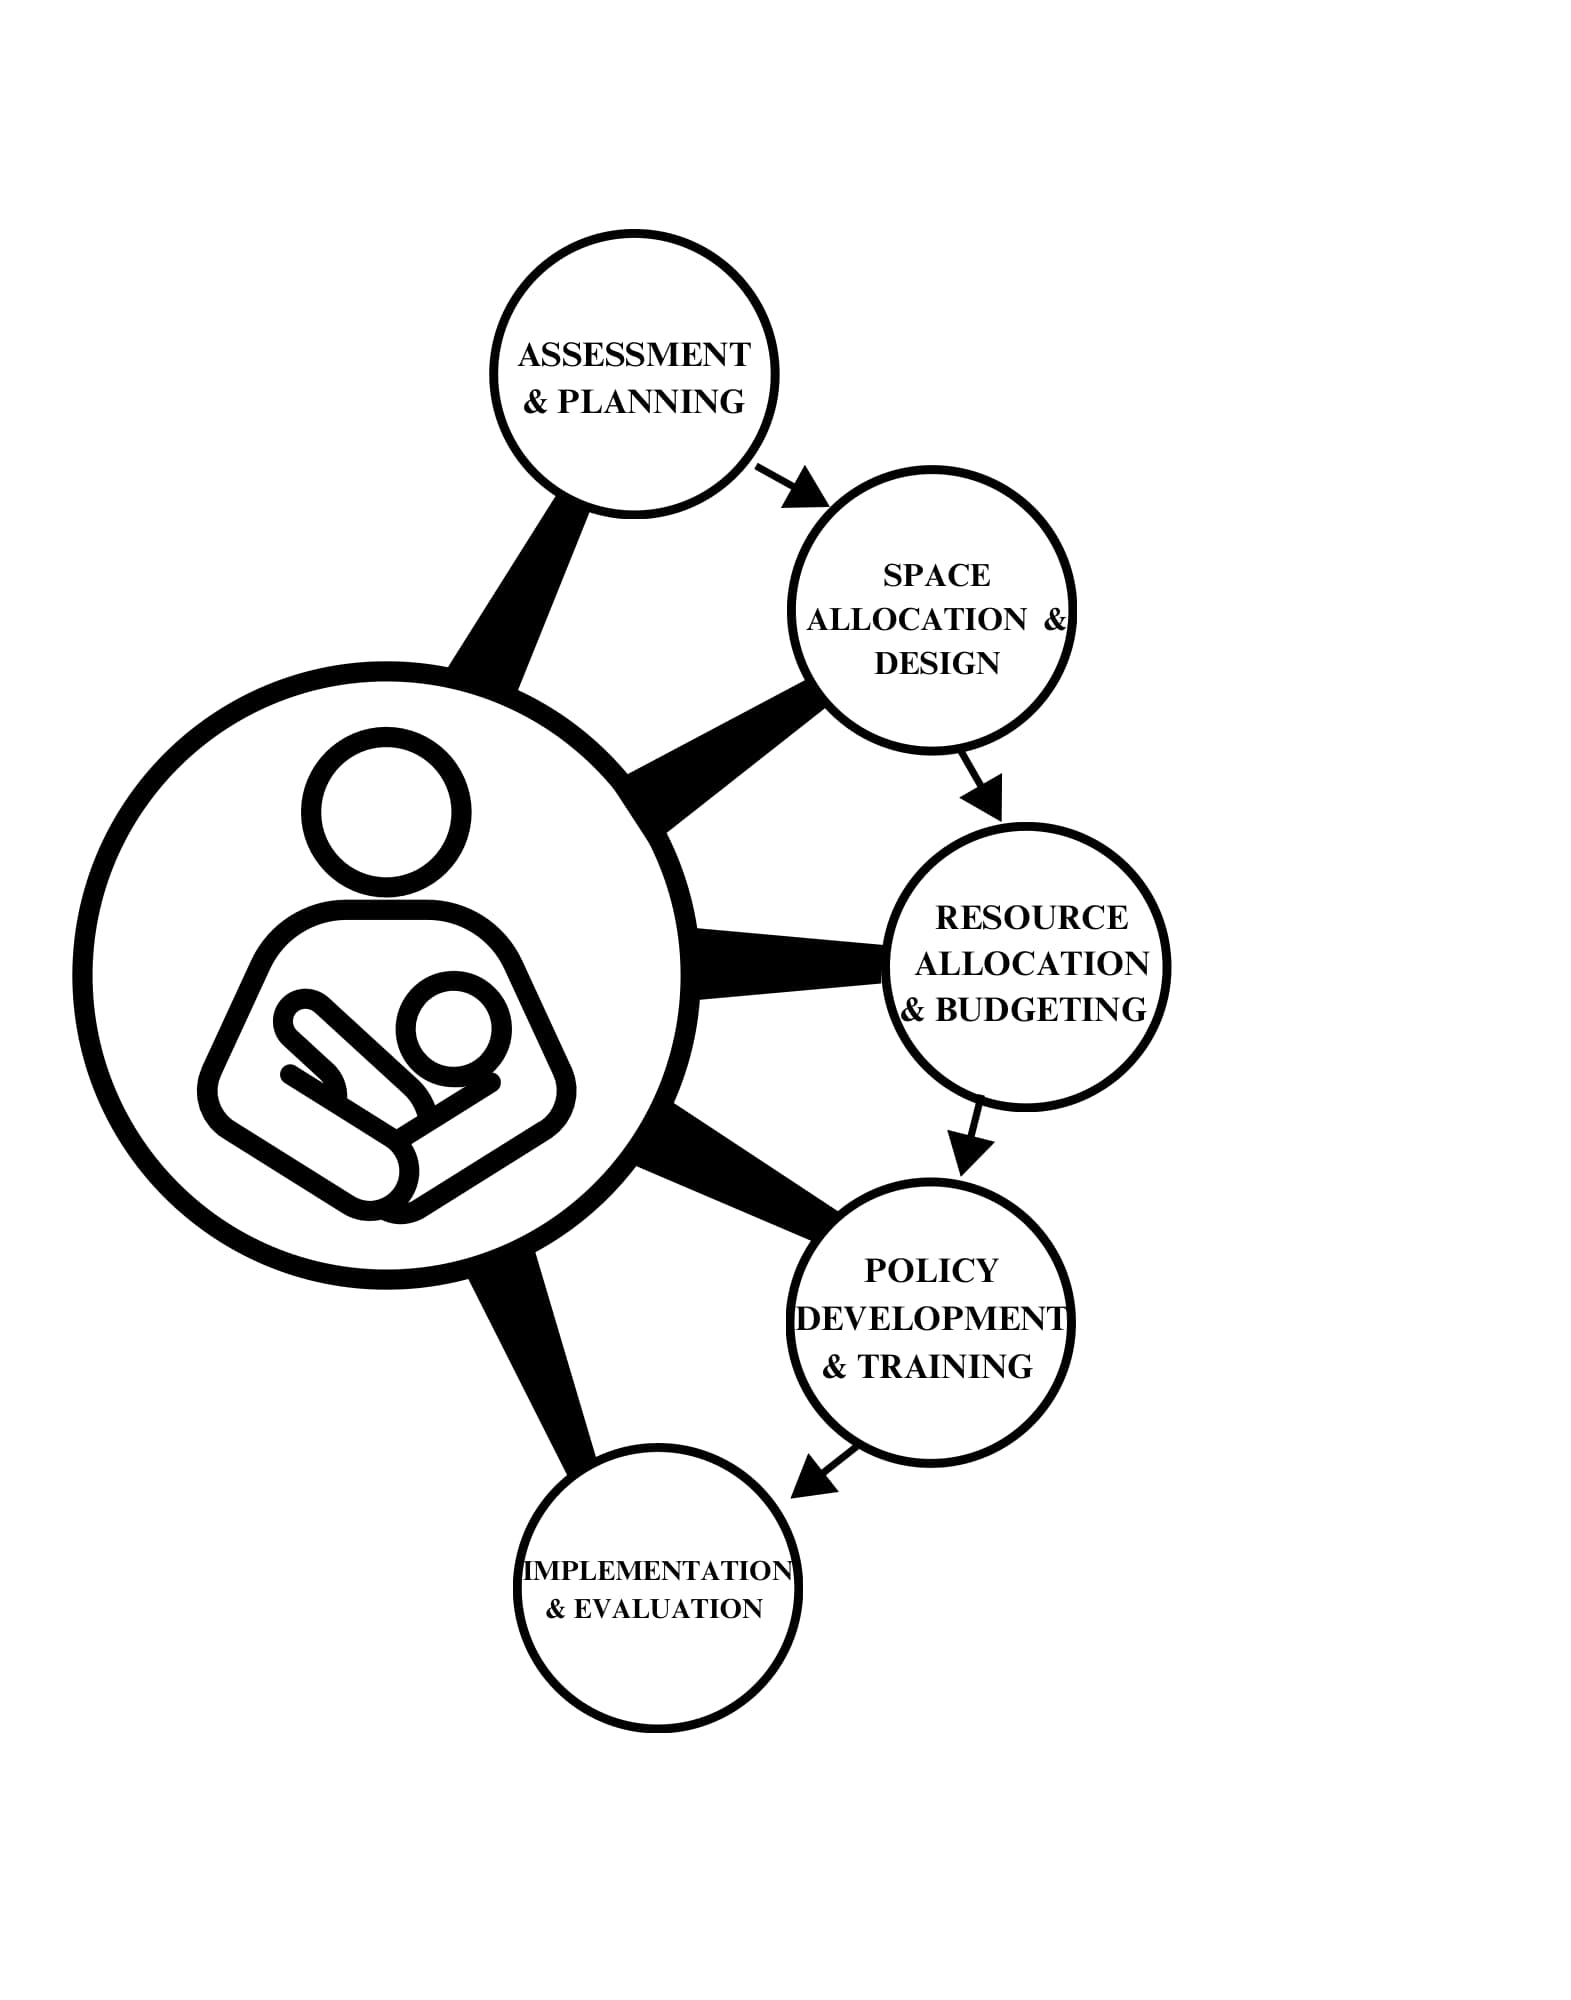 ASSESSMENT
& PLANNING
SPACE
ALLOCATION &
DESIGN
RESOURCE
ALLOCATION
& BUDGETING
POLICY
DEVELOPMENT
& TRAINING
IMPLEMENTATION
& EVALUATION